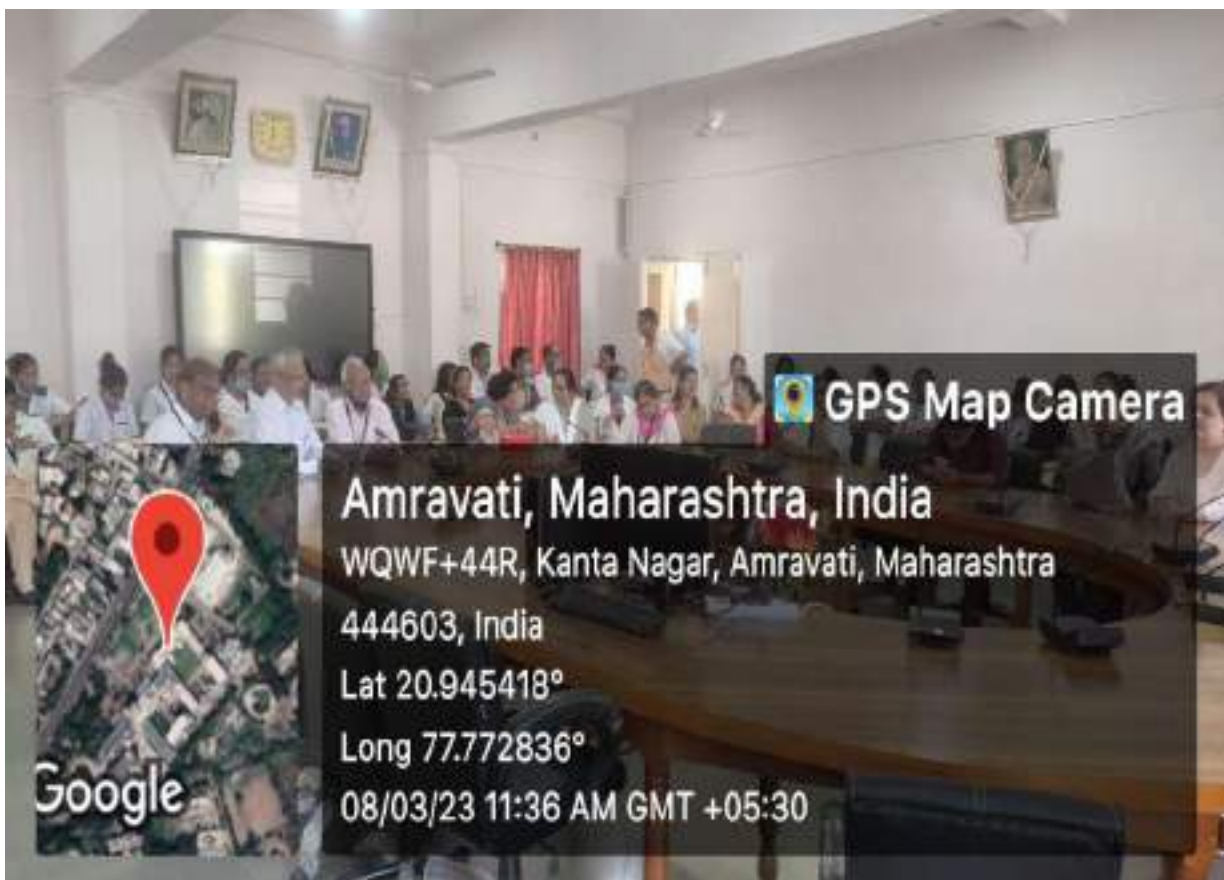 GPS Map Camera
Amravati, Maharashtra, India
WQWF+44R, Kanta Nagar, Amravati, Maharashtra
444603, India
Lat 20.945418°
Long 77.772836°
08/03/23 11:36 AM GMT +05:30
Google